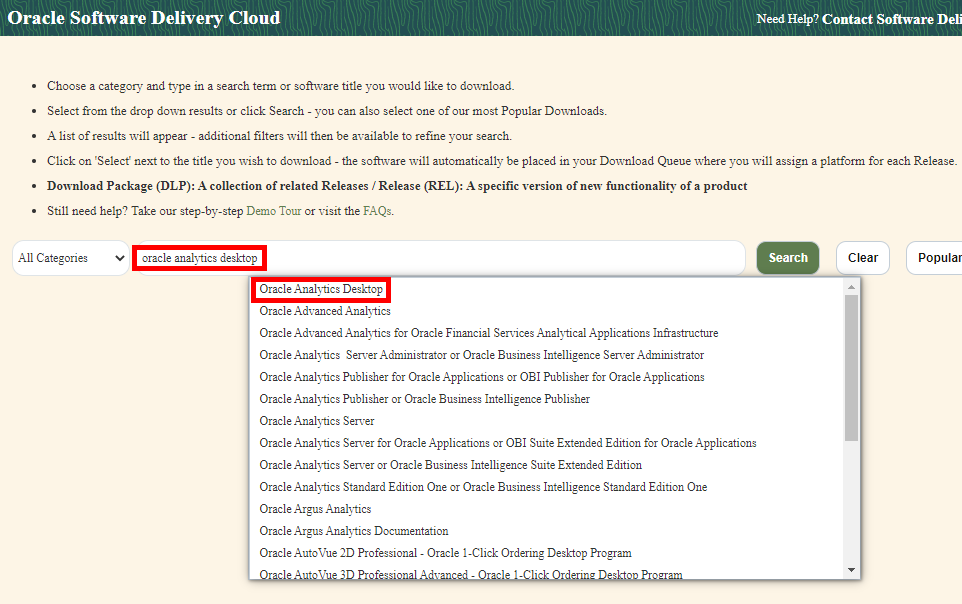 Oracle Software Delivery Cloud
Need Help? Contact Software Deli
Choose a category and type in a search term or software title you would like to download.
Select from the drop down results or click Search - you can also select one of our most Popular Downloads.
A list of results will appear - additional filters will then be available to refine your search.
Click on 'Select' next to the title you wish to download - the software will automatically be placed in your Download Queue where you will assign a platform for each Release.
Download Package (DLP): A collection of related Releases / Release (REL): A specific version of new functionality of a product
Still need help? Take our step-by-step Demo Tour or visit the FAQs.
All Categories oracle analytics desktop Search Clear Popular
Oracle Analytics Desktop
Oracle Advanced Analytics
Oracle Advanced Analytics for Oracle Financial Services Analytical Applications Infrastructure
Oracle Analytics  Server Administrator or Oracle Business Intelligence Server Administrator
Oracle Analytics Publisher for Oracle Applications or OBI Publisher for Oracle Applications
Oracle Analytics Publisher or Oracle Business Intelligence Publisher
Oracle Analytics Server
Oracle Analytics Server for Oracle Applications or OBI Suite Extended Edition for Oracle Applications
Oracle Analytics Server or Oracle Business Intelligence Suite Extended Edition
Oracle Analytics Standard Edition One or Oracle Business Intelligence Standard Edition One
Oracle Argus Analytics
Oracle Argus Analytics Documentation
Oracle AutoVue 2D Professional - Oracle 1-Click Ordering Desktop Program
Oracle AutoVue 3D Professional Advanced - Oracle 1-Click Ordering Desktop Program